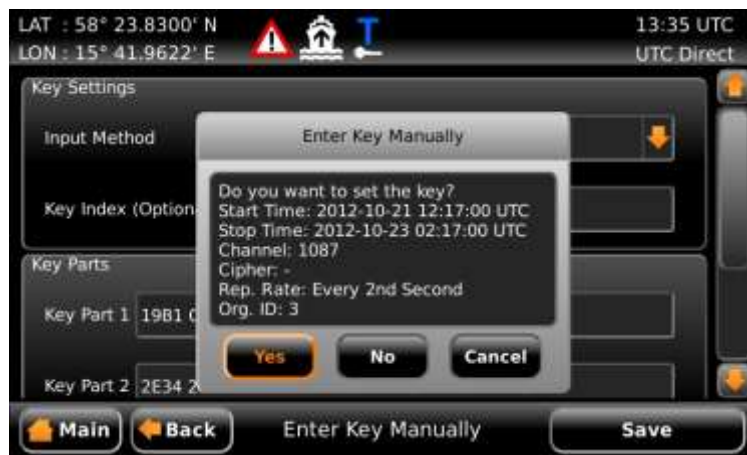 LAT : 58° 23.8300' N
LON : 15° 41.9622' E
T
13:35 UTC
UTC Direct
Key Settings
Input Method
Key Index (Option
Enter Key Manually
Do you want to set the key?
Start Time: 2012-10-21 12:17:00 UTC
Stop Time: 2012-10-23 02:17:00 UTC
Channel: 1087
Cipher: -
Rep. Rate: Every 2nd Second
Org. ID: 3
Yes No Cancel
Key Parts
Key Part 1 19B1
Key Part 2 2E34
Main Back Enter Key Manually Save